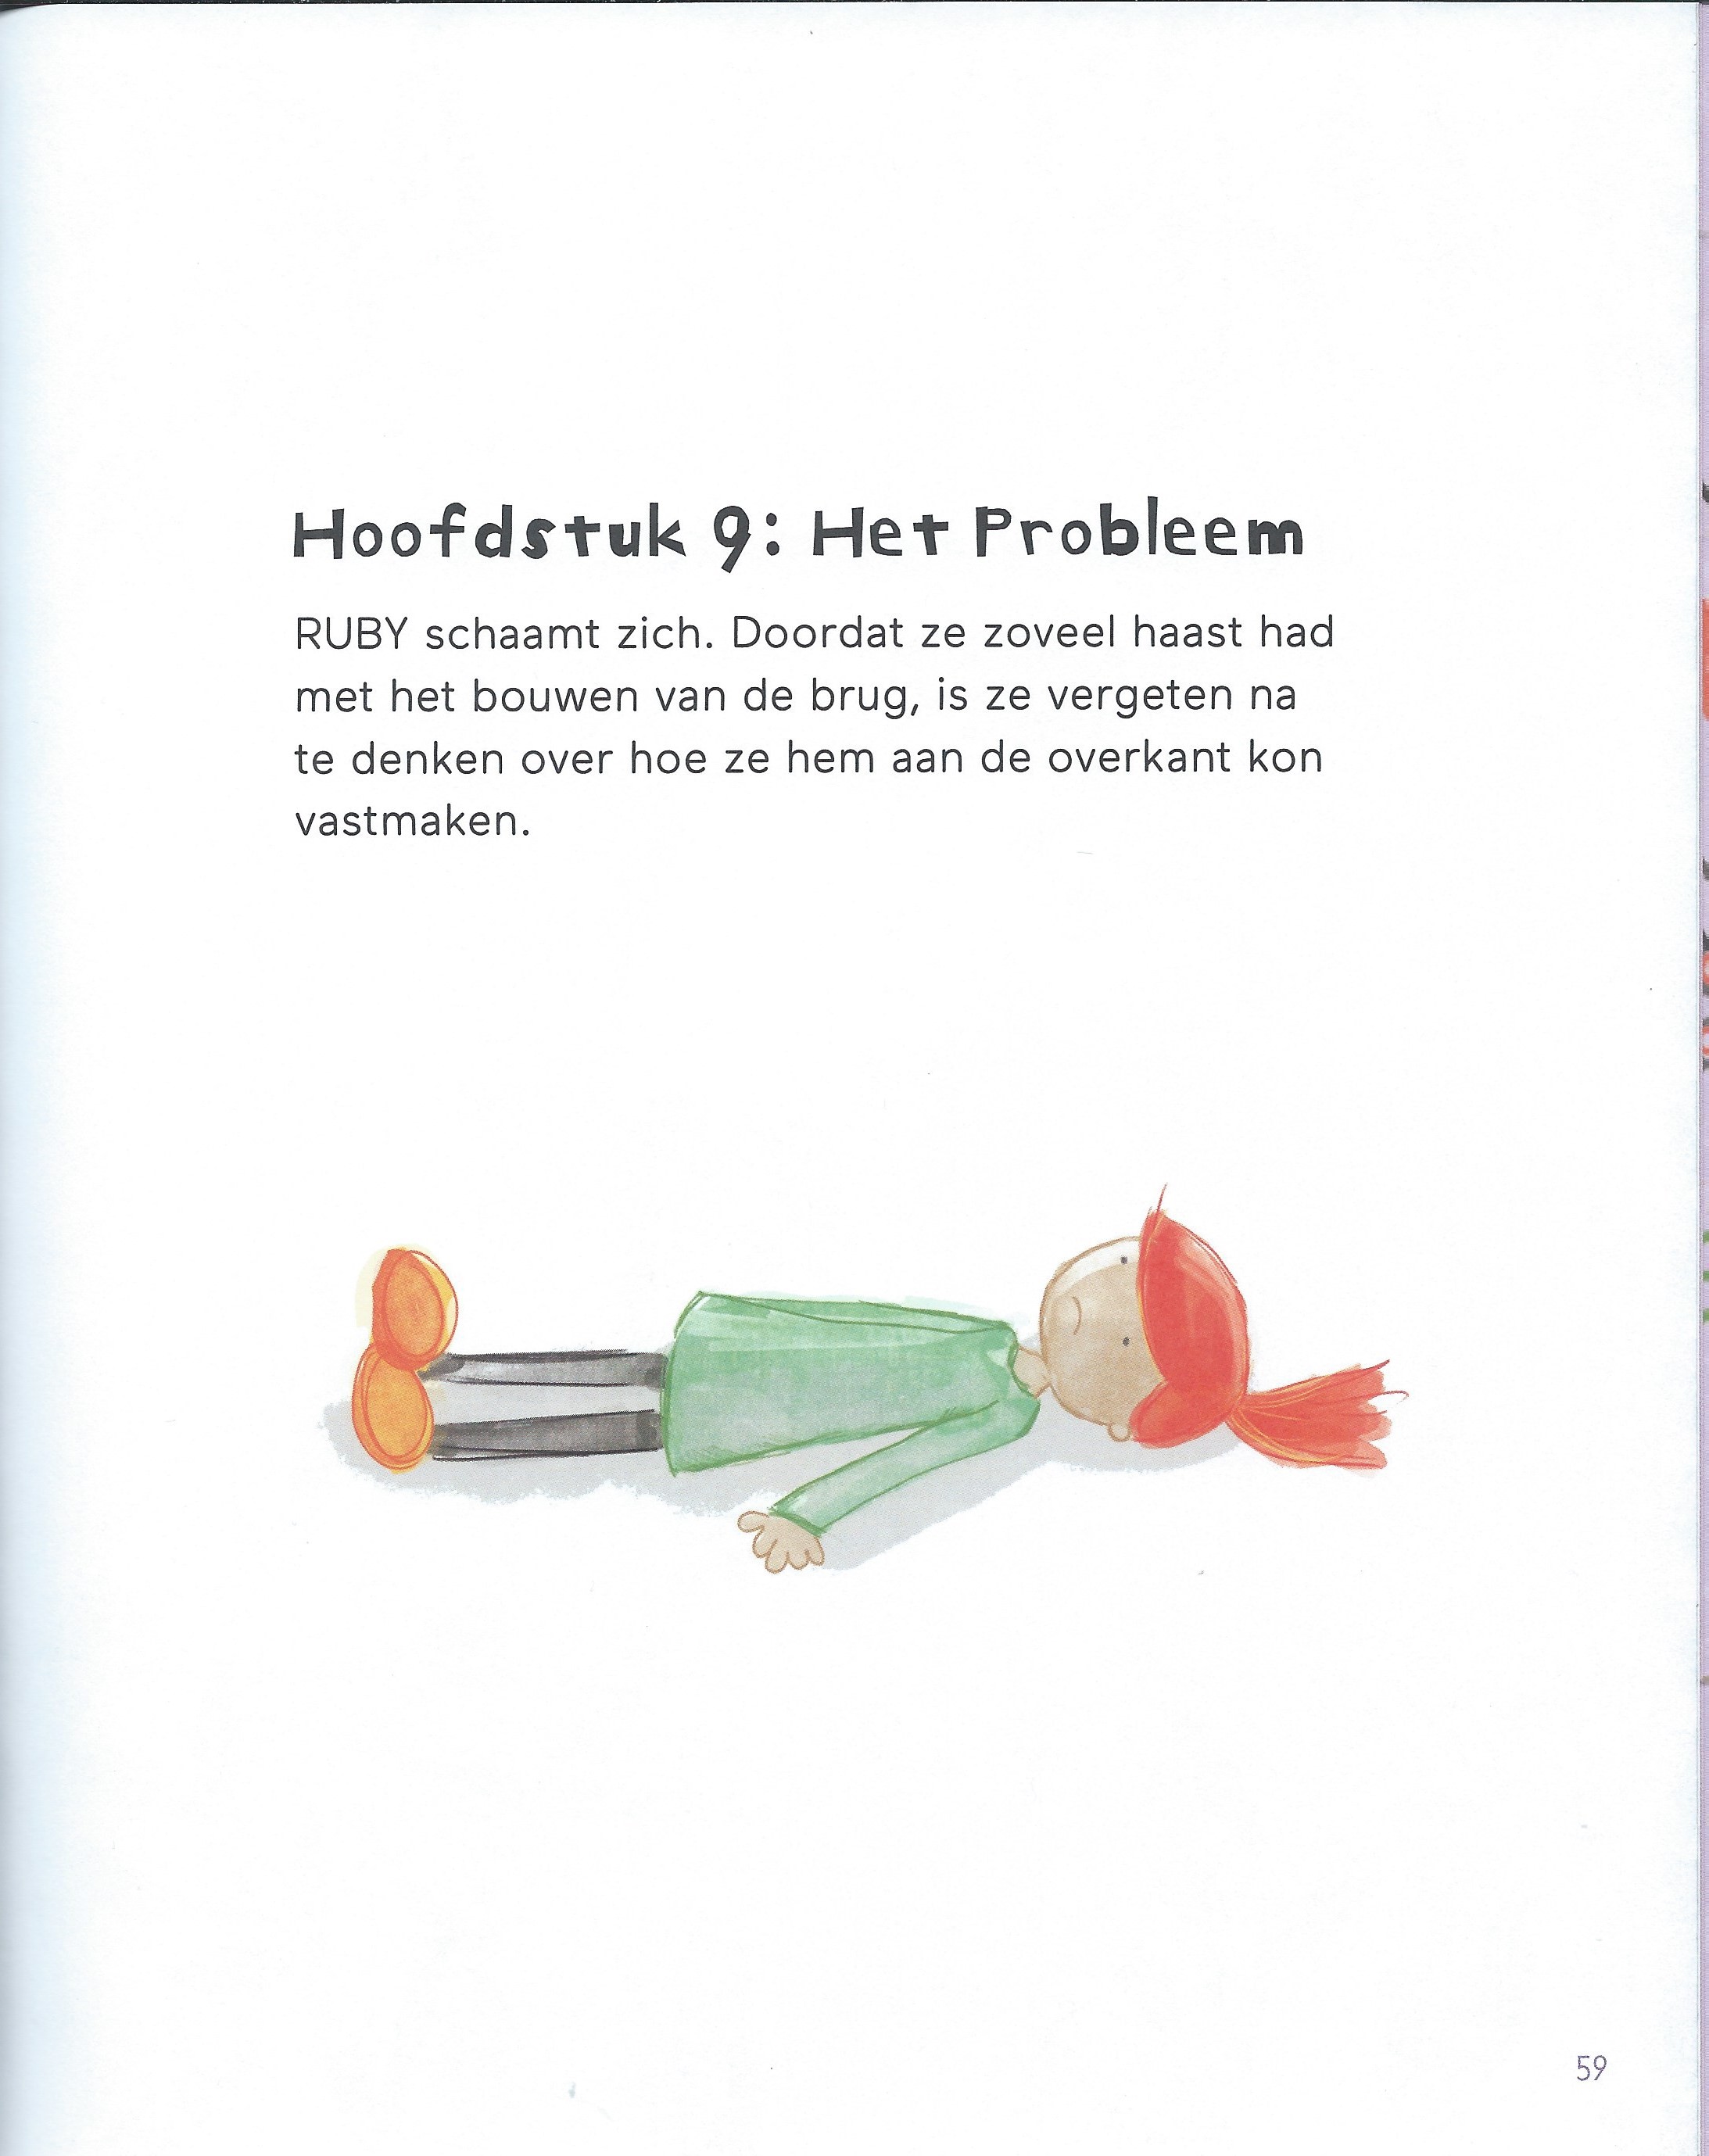 Hoofdstuk 9: Het Probleem
RUBY schaamt zich. Doordat ze zoveel haast had
met het bouwen van de brug, is ze vergeten na
te denken over hoe ze hem aan de overkant kon
vastmaken.
59